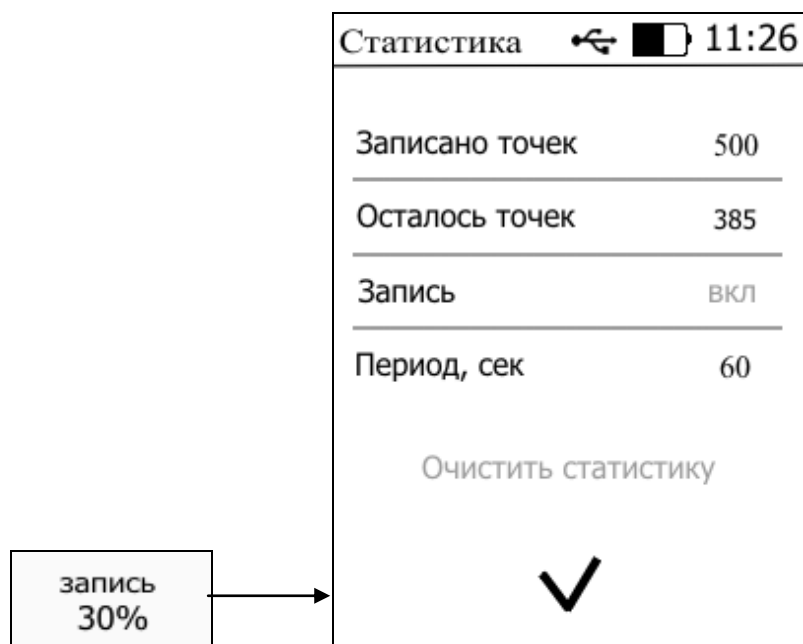 Статистика 11:26
Записано точек 500
Осталось точек 385
Запись вкл
Период, сек 60
Очистить статистику
запись
30%